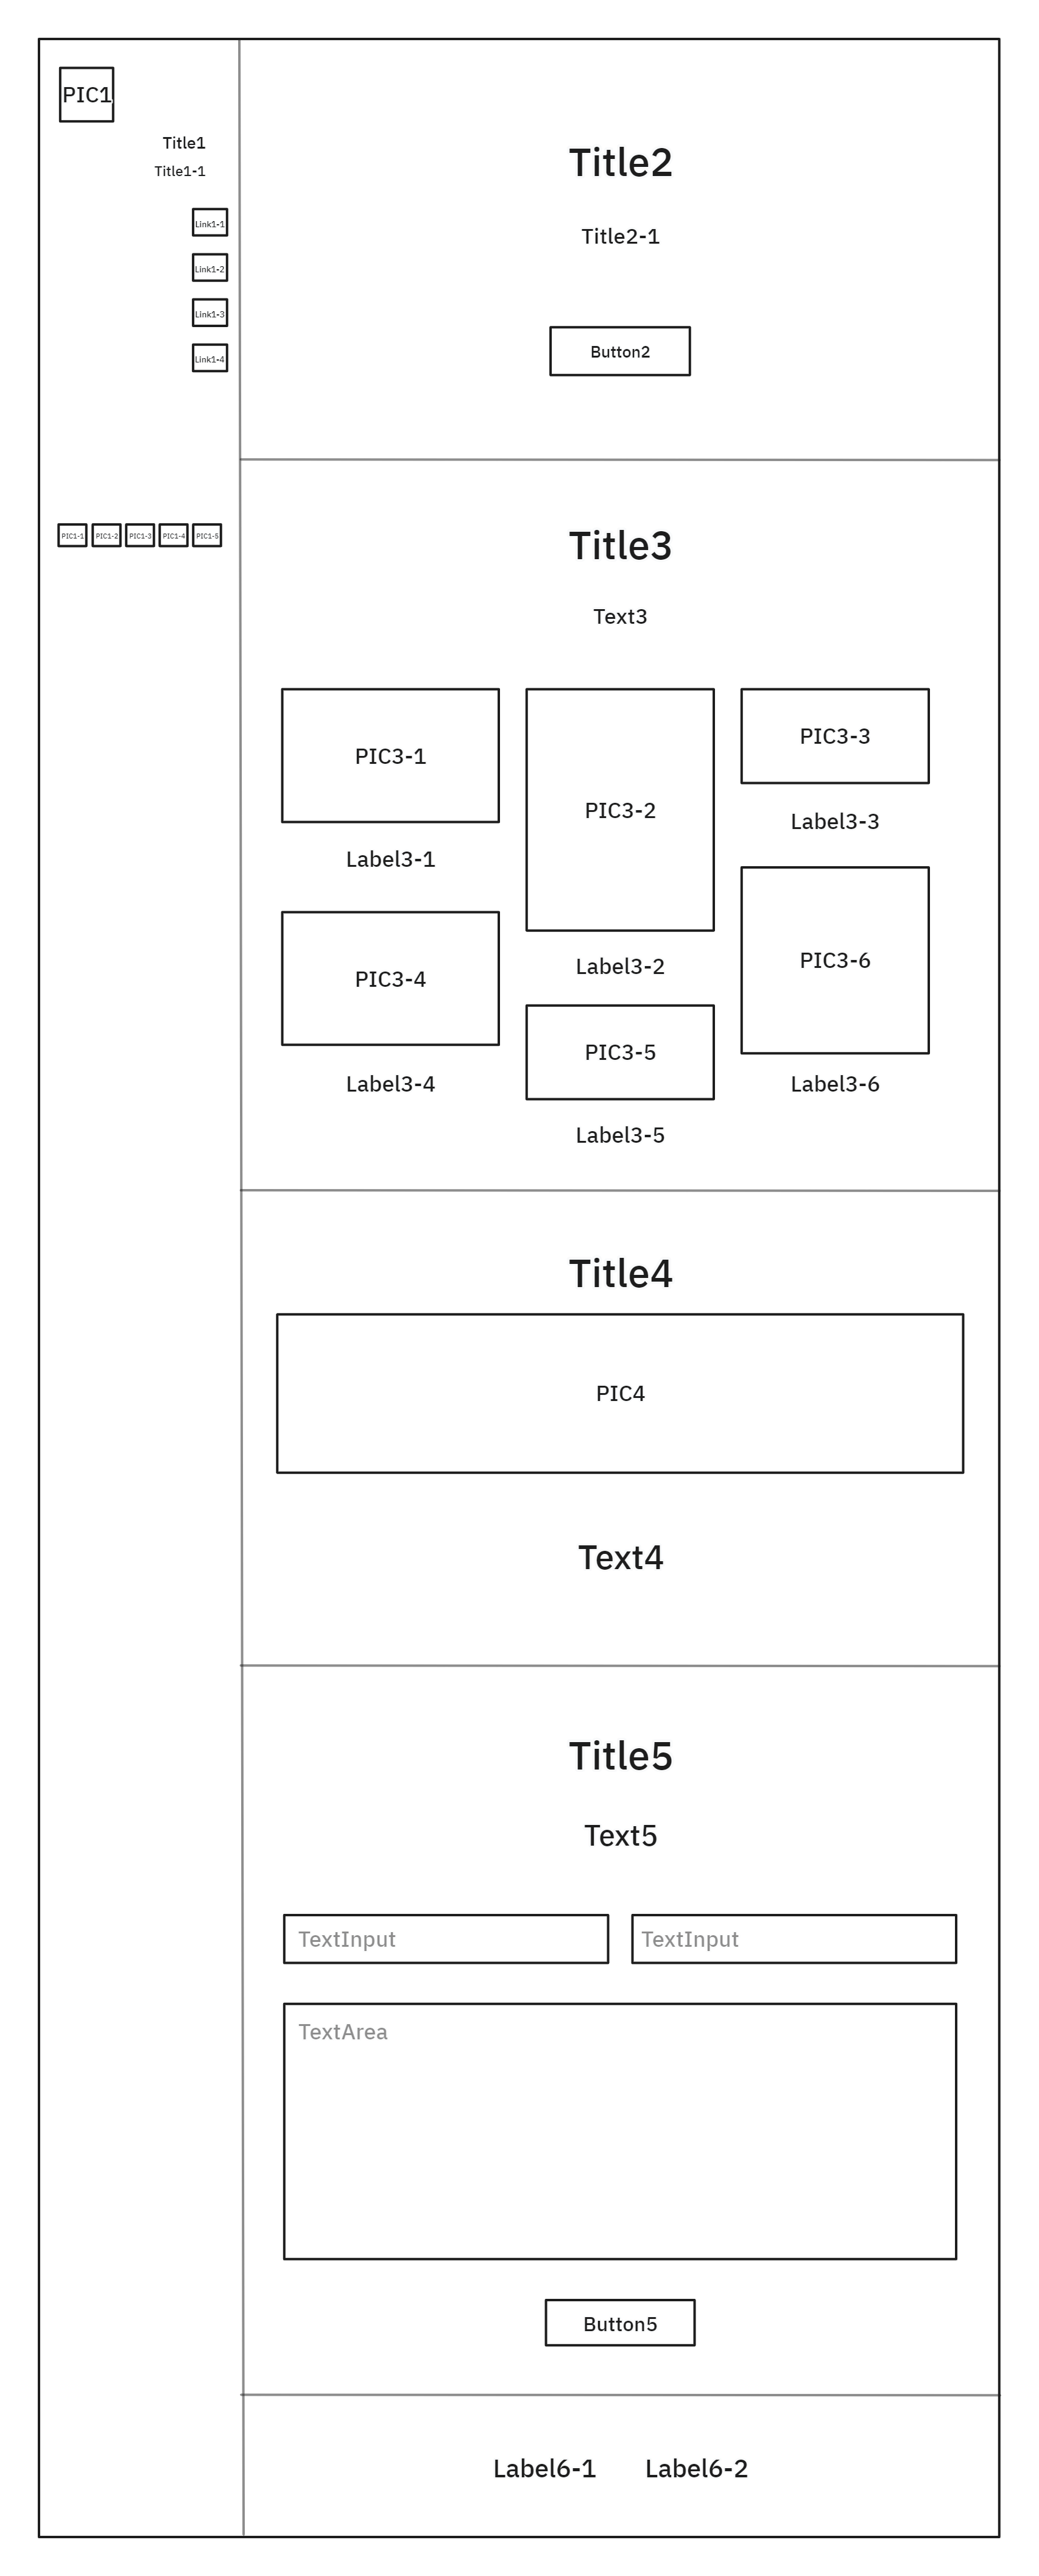 PIC1
Title1
Title1-1
Link1-1
Link1-2
Link1-3
Link1-4
PIC1-1 PIC1-2 PIC1-3 PIC1-4 PIC1-5
Title2
Title2-1
Button2
Title3
Text3
PIC3-1
Label3-1
PIC3-2
Label3-2
PIC3-3
Label3-3
PIC3-4
Label3-4
PIC3-5
Label3-5
PIC3-6
Label3-6
Title4
PIC4
Text4
Title5
Text5
TextInput TextInput
TextArea
Button5
Label6-1 Label6-2